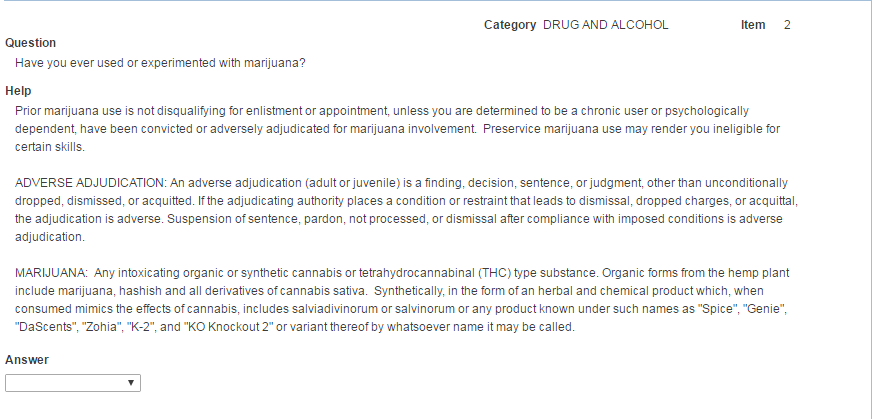 Category DRUG AND ALCOHOL Item 2
Question
Have you ever used or experimented with marijuana?
Help
Prior marijuana use is not disqualifying for enlistment or appointment, unless you are determined to be a chronic user or psychologically
dependent, have been convicted or adversely adjudicated for marijuana involvement. Preservice marijuana use may render you ineligible for
certain skills.
ADVERSE ADJUDICATION: An adverse adjudication (adult or juvenile) is a finding, decision, sentence, or judgment, other than unconditionally
dropped, dismissed, or acquitted. If the adjudicating authority places a condition or restraint that leads to dismissal, dropped charges, or acquittal,
the adjudication is adverse. Suspension of sentence, pardon, not processed, or dismissal after compliance with imposed conditions is adverse
adjudication.
MARIJUANA: Any intoxicating organic or synthetic cannabis or tetrahydrocannabinal (THC) type substance. Organic forms from the hemp plant
include marijuana, hashish and all derivatives of cannabis sativa. Synthetically, in the form of an herbal and chemical product which, when
consumed mimics the effects of cannabis, includes salviadivinorum or salvinorum or any product known under such names as "Spice", "Genie",
"DaScents", "Zohia", "K-2", and "KO Knockout 2" or variant thereof by whatsoever name it may be called.
Answer